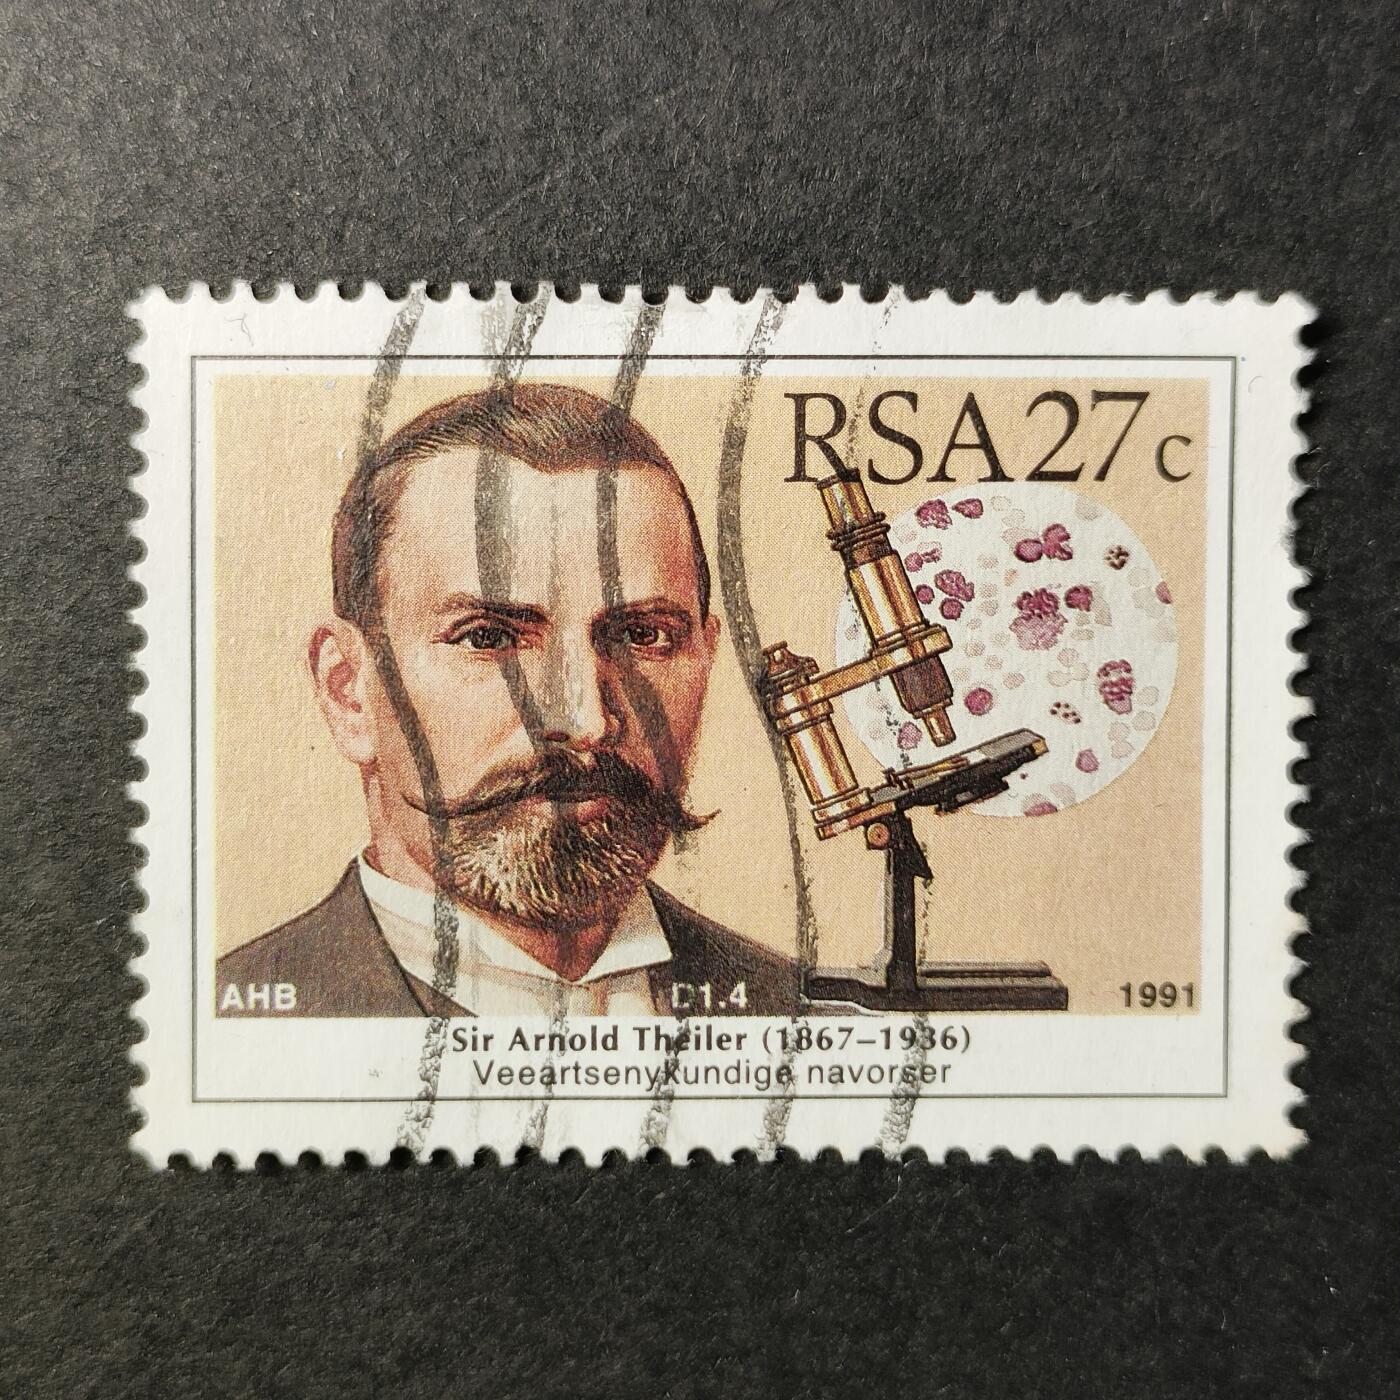 RSA 27c
AHB
D1.4
1991
Sir Arnold Theiler (1867–1936)
Veeartsenykundige navorser